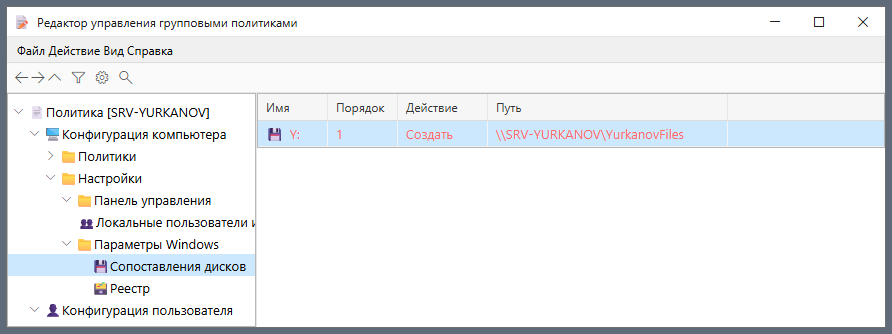 Редактор управления групповыми политиками
Файл Действие Вид Справка
Политика [SRV-YURKANOV]
Конфигурация компьютера
Политики
Настройки
Панель управления
Локальные пользователи и
Параметры Windows
Сопоставления дисков
Реестр
Конфигурация пользователя
Имя Порядок Действие Путь
Y: 1 Создать \\SRV-YURKANOV\YurkanovFiles